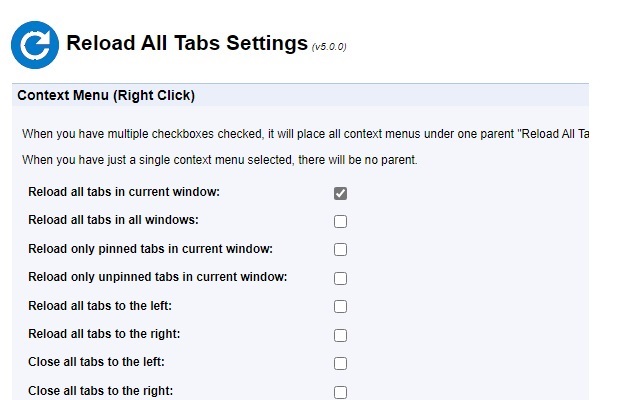 Reload All Tabs Settings (v5.0.0)
Context Menu (Right Click)
When you have multiple checkboxes checked, it will place all context menus under one parent "Reload All Ta
When you have just a single context menu selected, there will be no parent.
Reload all tabs in current window:
Reload all tabs in all windows:
Reload only pinned tabs in current window:
Reload only unpinned tabs in current window:
Reload all tabs to the left:
Reload all tabs to the right:
Close all tabs to the left:
Close all tabs to the right: